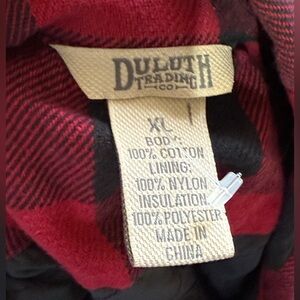 DULUTH
TRADING
CO
XL
BODY:
100% COTTON
LINING:
100% NYLON
INSULATION:
100% POLYESTER
MADE IN
CHINA